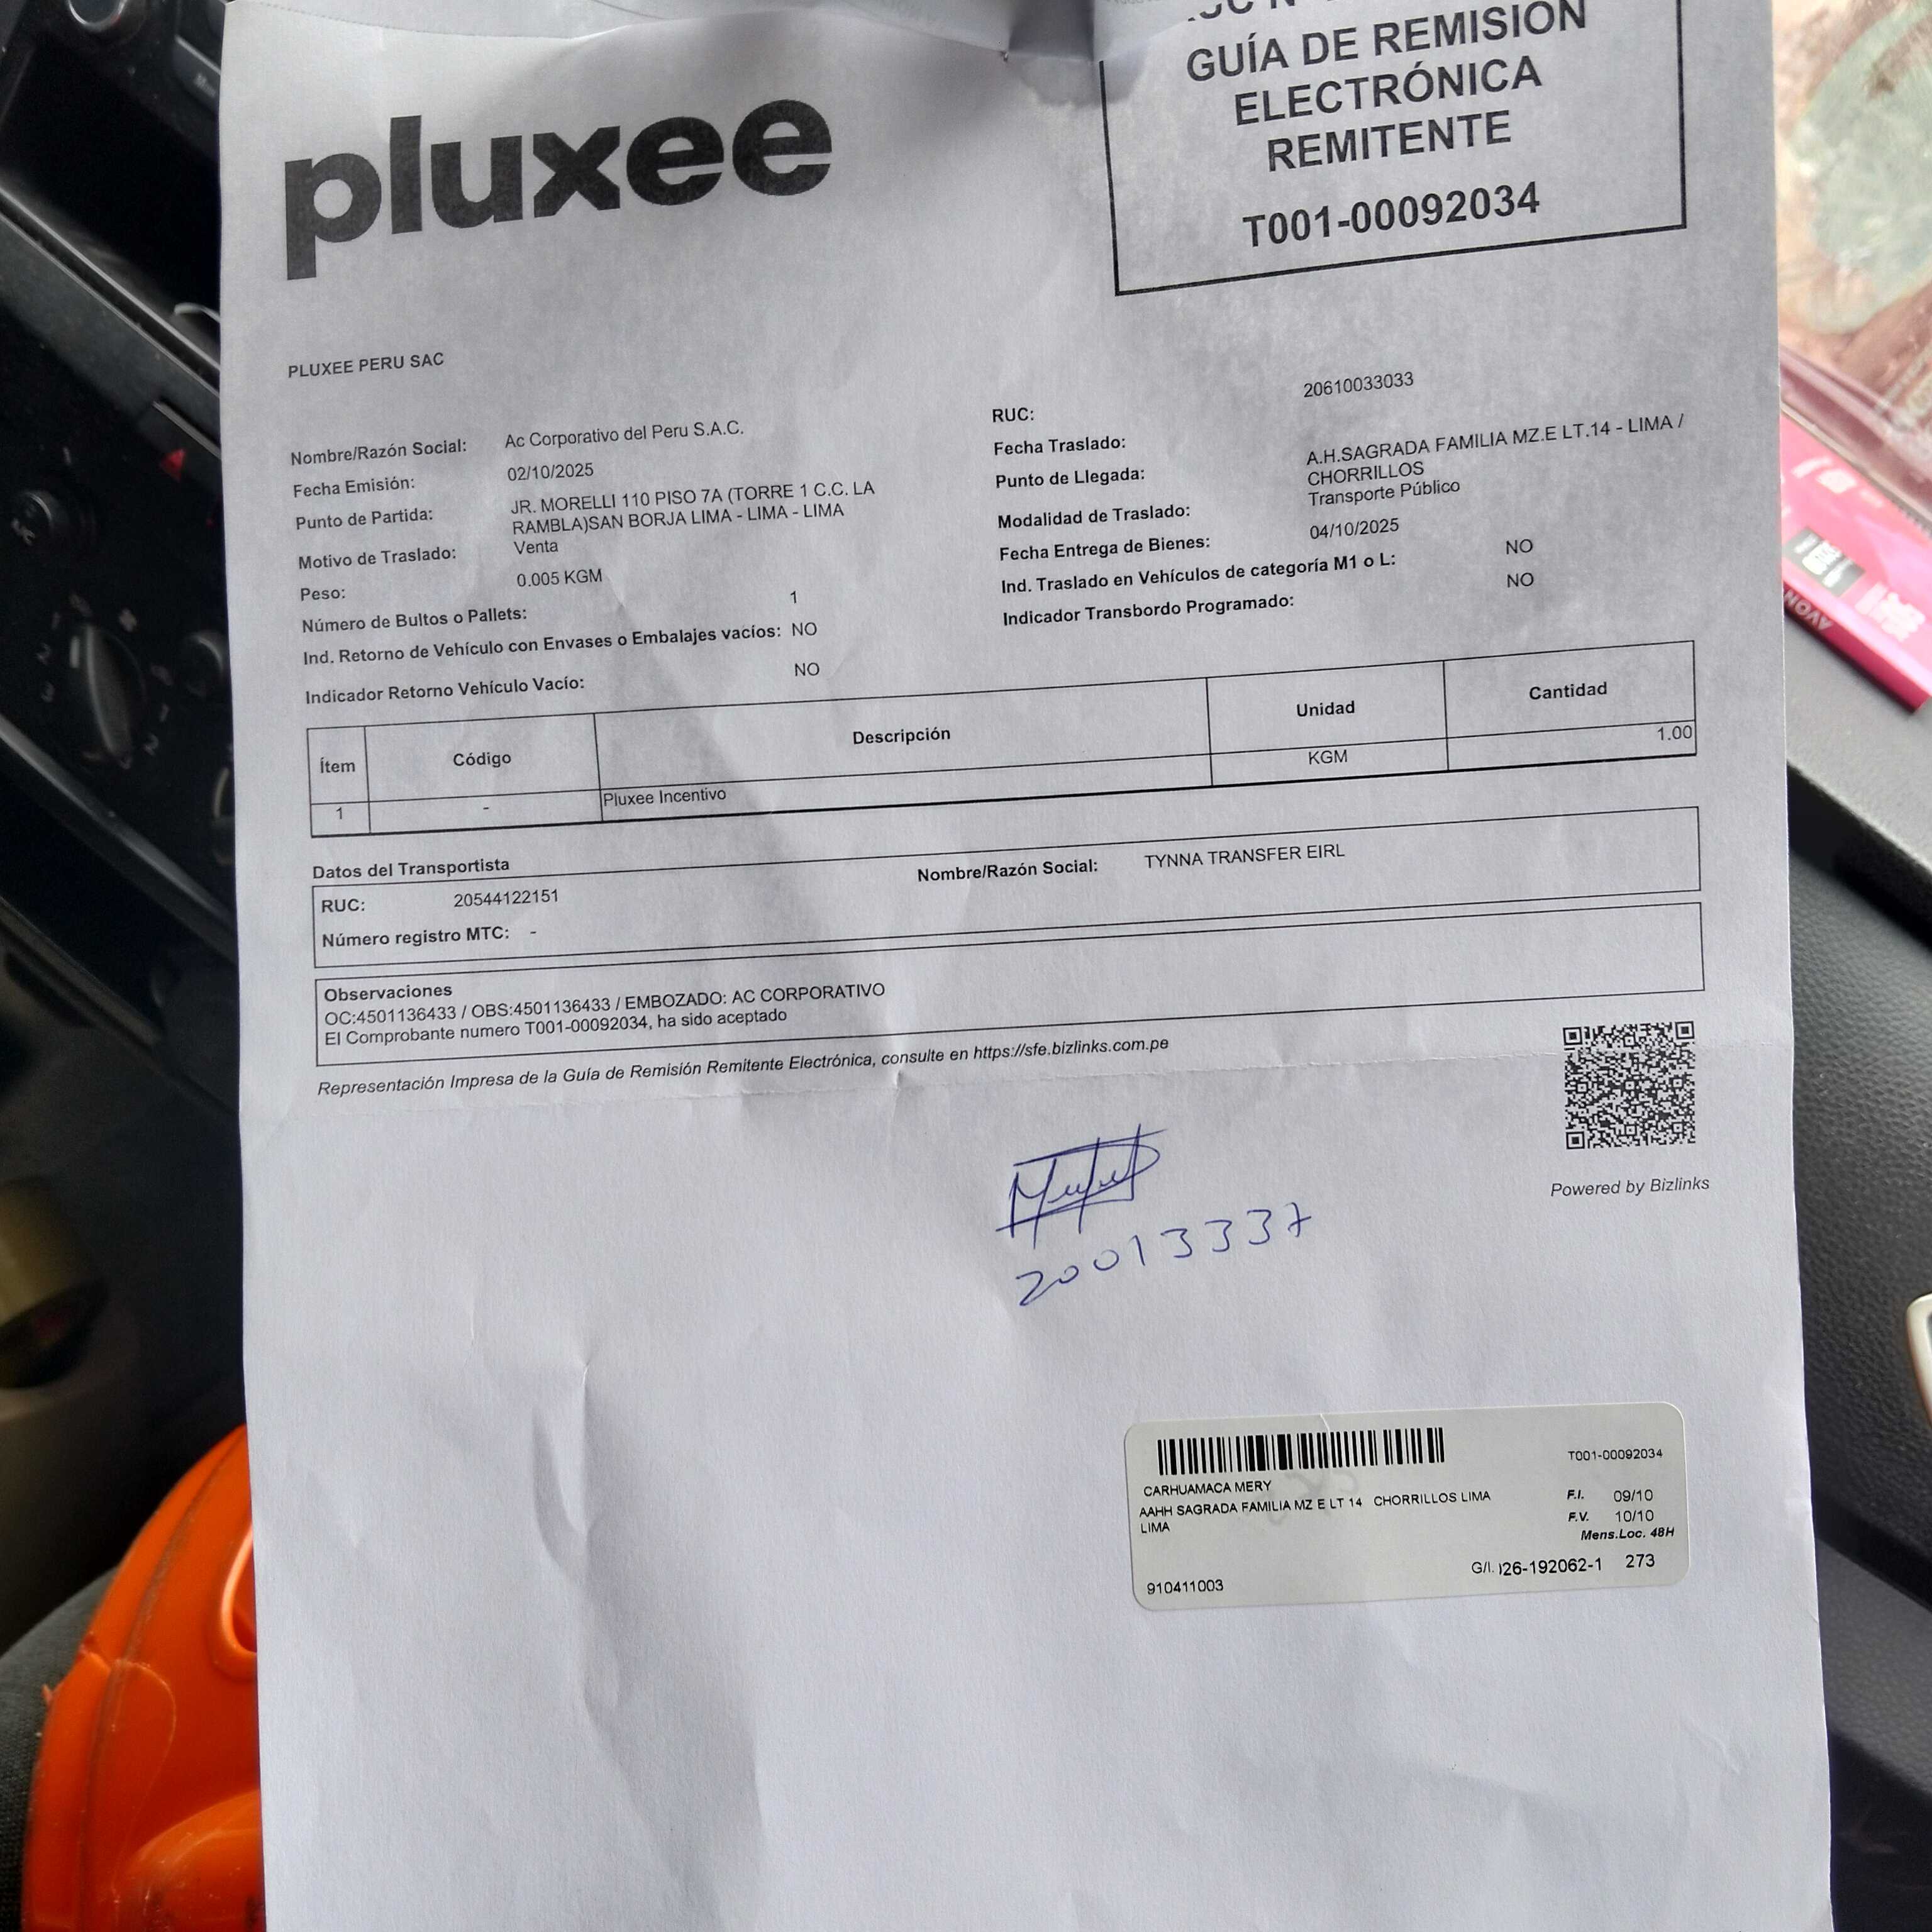 GUÍA DE REMISIÓN
ELECTRÓNICA
REMITENTE
T001-00092034
pluxee
PLUXEE PERU SAC
Nombre/Razón Social: Ac Corporativo del Peru S.A.C.
Fecha Emisión: 02/10/2025
Punto de Partida: JR. MORELLI 110 PISO 7A (TORRE 1 C.C. LA
RAMBLA)SAN BORJA LIMA - LIMA - LIMA
Motivo de Traslado: Venta
Peso: 0.005 KGM
Número de Bultos o Pallets: 1
Ind. Retorno de Vehículo con Envases o Embalajes vacíos: NO
Indicador Retorno Vehículo Vacío: NO
RUC: 20610033033
Fecha Traslado:
Punto de Llegada: A.H.SAGRADA FAMILIA MZ.E LT.14 - LIMA /
CHORRILLOS
Modalidad de Traslado: Transporte Público
Fecha Entrega de Bienes: 04/10/2025
Ind. Traslado en Vehículos de categoría M1 o L: NO
Indicador Transbordo Programado: NO
Ítem Código Descripción Unidad Cantidad
1 - Pluxee Incentivo KGM 1.00
Datos del Transportista
RUC: 20544122151 Nombre/Razón Social: TYNNA TRANSFER EIRL
Número registro MTC: -
Observaciones
OC:4501136433 / OBS:4501136433 / EMBOZADO: AC CORPORATIVO
El Comprobante numero T001-00092034, ha sido aceptado
Representación Impresa de la Guía de Remisión Remitente Electrónica, consulte en https://sfe.bizlinks.com.pe
Powered by Bizlinks
20013337
T001-00092034
CARHUAMACA MERY
AAHH SAGRADA FAMILIA MZ E LT 14 CHORRILLOS LIMA
LIMA
F.I. 09/10
F.V. 10/10
Mens.Loc. 48H
G/I. 26-192062-1 273
910411003
AVON